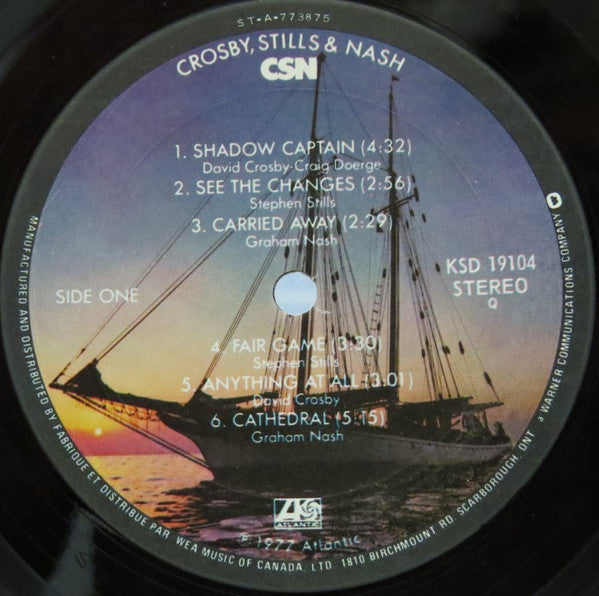 ST-A-773875
CROSBY, STILLS & NASH
CSN
1. SHADOW CAPTAIN (4:32)
David Crosby-Craig Doerge
2. SEE THE CHANGES (2:56)
Stephen Stills
3. CARRIED AWAY (2:29)
Graham Nash
KSD 19104
STEREO
Q
SIDE ONE
4. FAIR GAME (3:30)
Stephen Stills
5. ANYTHING AT ALL (3:01)
David Crosby
6. CATHEDRAL (5:15)
Graham Nash
ATLANTIC
℗ 1977 Atlantic
MANUFACTURED AND DISTRIBUTED BY FABRIQUE ET DISTRIBUE PAR WEA MUSIC OF CANADA, LTD 1810 BIRCHMOUNT RD, SCARBOROUGH, ONT a WARNER COMMUNICATIONS COMPANY